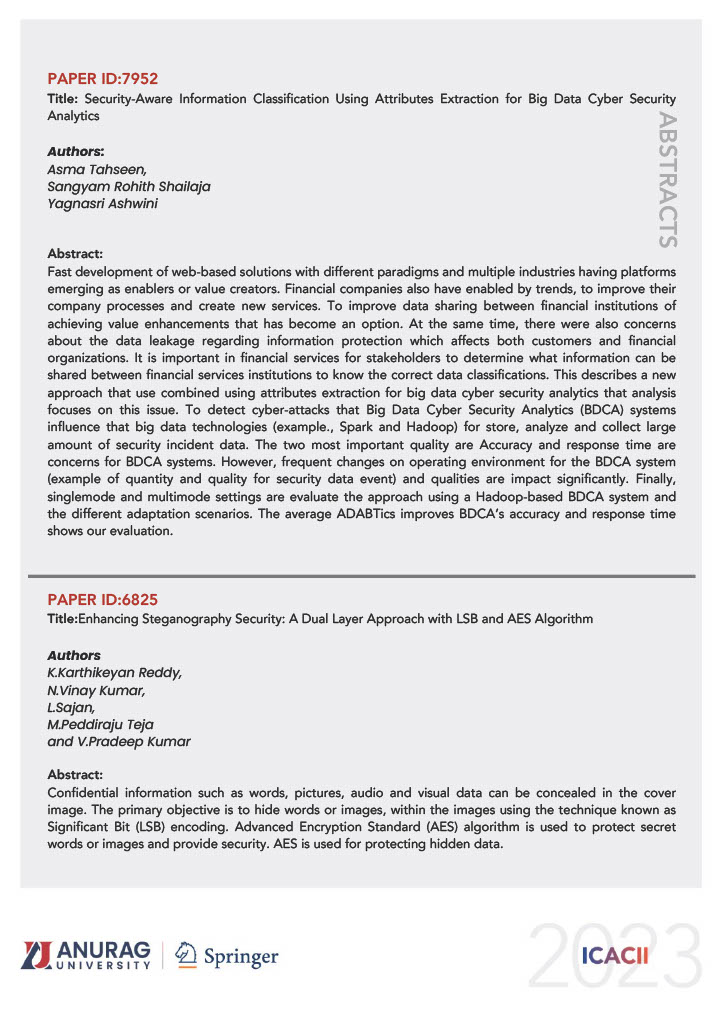 PAPER ID:7952
Title: Security-Aware Information Classification Using Attributes Extraction for Big Data Cyber Security
Analytics
ABSTRACTS
Authors:
Asma Tahseen,
Sangyam Rohith Shailaja
Yagnasri Ashwini
Abstract:
Fast development of web-based solutions with different paradigms and multiple industries having platforms
emerging as enablers or value creators. Financial companies also have enabled by trends, to improve their
company processes and create new services. To improve data sharing between financial institutions of
achieving value enhancements that has become an option. At the same time, there were also concerns
about the data leakage regarding information protection which affects both customers and financial
organizations. It is important in financial services for stakeholders to determine what information can be
shared between financial services institutions to know the correct data classifications. This describes a new
approach that use combined using attributes extraction for big data cyber security analytics that analysis
focuses on this issue. To detect cyber-attacks that Big Data Cyber Security Analytics (BDCA) systems
influence that big data technologies (example., Spark and Hadoop) for store, analyze and collect large
amount of security incident data. The two most important quality are Accuracy and response time are
concerns for BDCA systems. However, frequent changes on operating environment for the BDCA system
(example of quantity and quality for security data event) and qualities are impact significantly. Finally,
singlemode and multimode settings are evaluate the approach using a Hadoop-based BDCA system and
the different adaptation scenarios. The average ADABTics improves BDCA's accuracy and response time
shows our evaluation.
PAPER ID:6825
Title:Enhancing Steganography Security: A Dual Layer Approach with LSB and AES Algorithm
Authors
K.Karthikeyan Reddy,
N.Vinay Kumar,
L.Sajan,
M.Peddiraju Teja
and V.Pradeep Kumar
Abstract:
Confidential information such as words, pictures, audio and visual data can be concealed in the cover
image. The primary objective is to hide words or images, within the images using the technique known as
Significant Bit (LSB) encoding. Advanced Encryption Standard (AES) algorithm is used to protect secret
words or images and provide security. AES is used for protecting hidden data.
ANURAG
UNIVERSITY
Springer
2023
ICACII